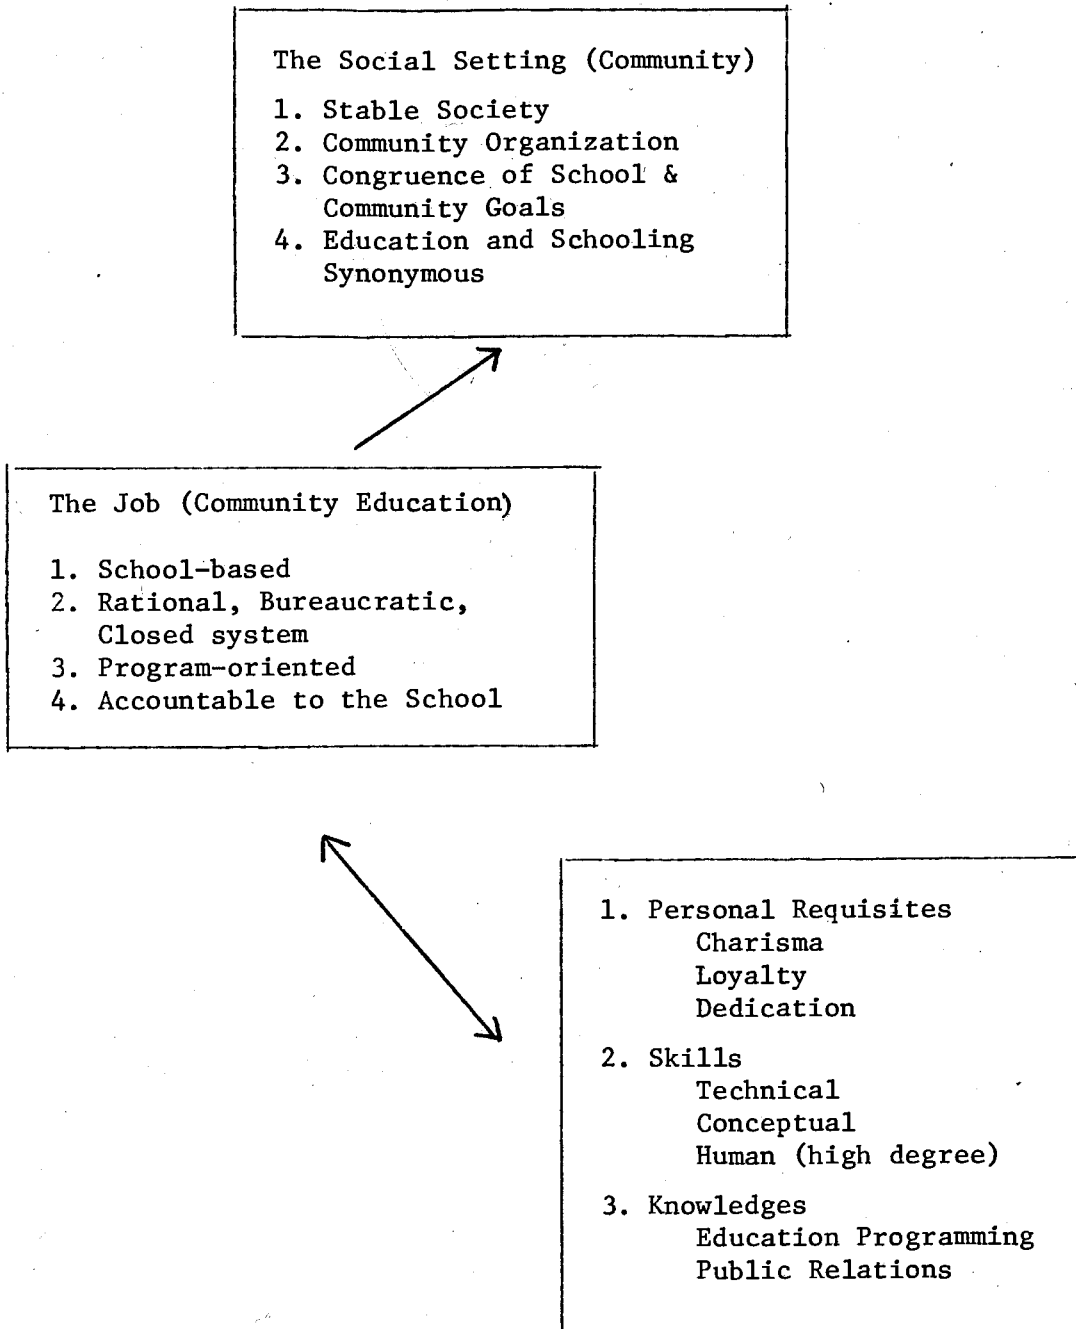 The Social Setting (Community)
1. Stable Society
2. Community Organization
3. Congruence of School &
Community Goals
4. Education and Schooling
Synonymous
The Job (Community Education)
1. School-based
2. Rational, Bureaucratic,
Closed system
3. Program-oriented
4. Accountable to the School
1. Personal Requisites
Charisma
Loyalty
Dedication
2. Skills
Technical
Conceptual
Human (high degree)
3. Knowledges
Education Programming
Public Relations